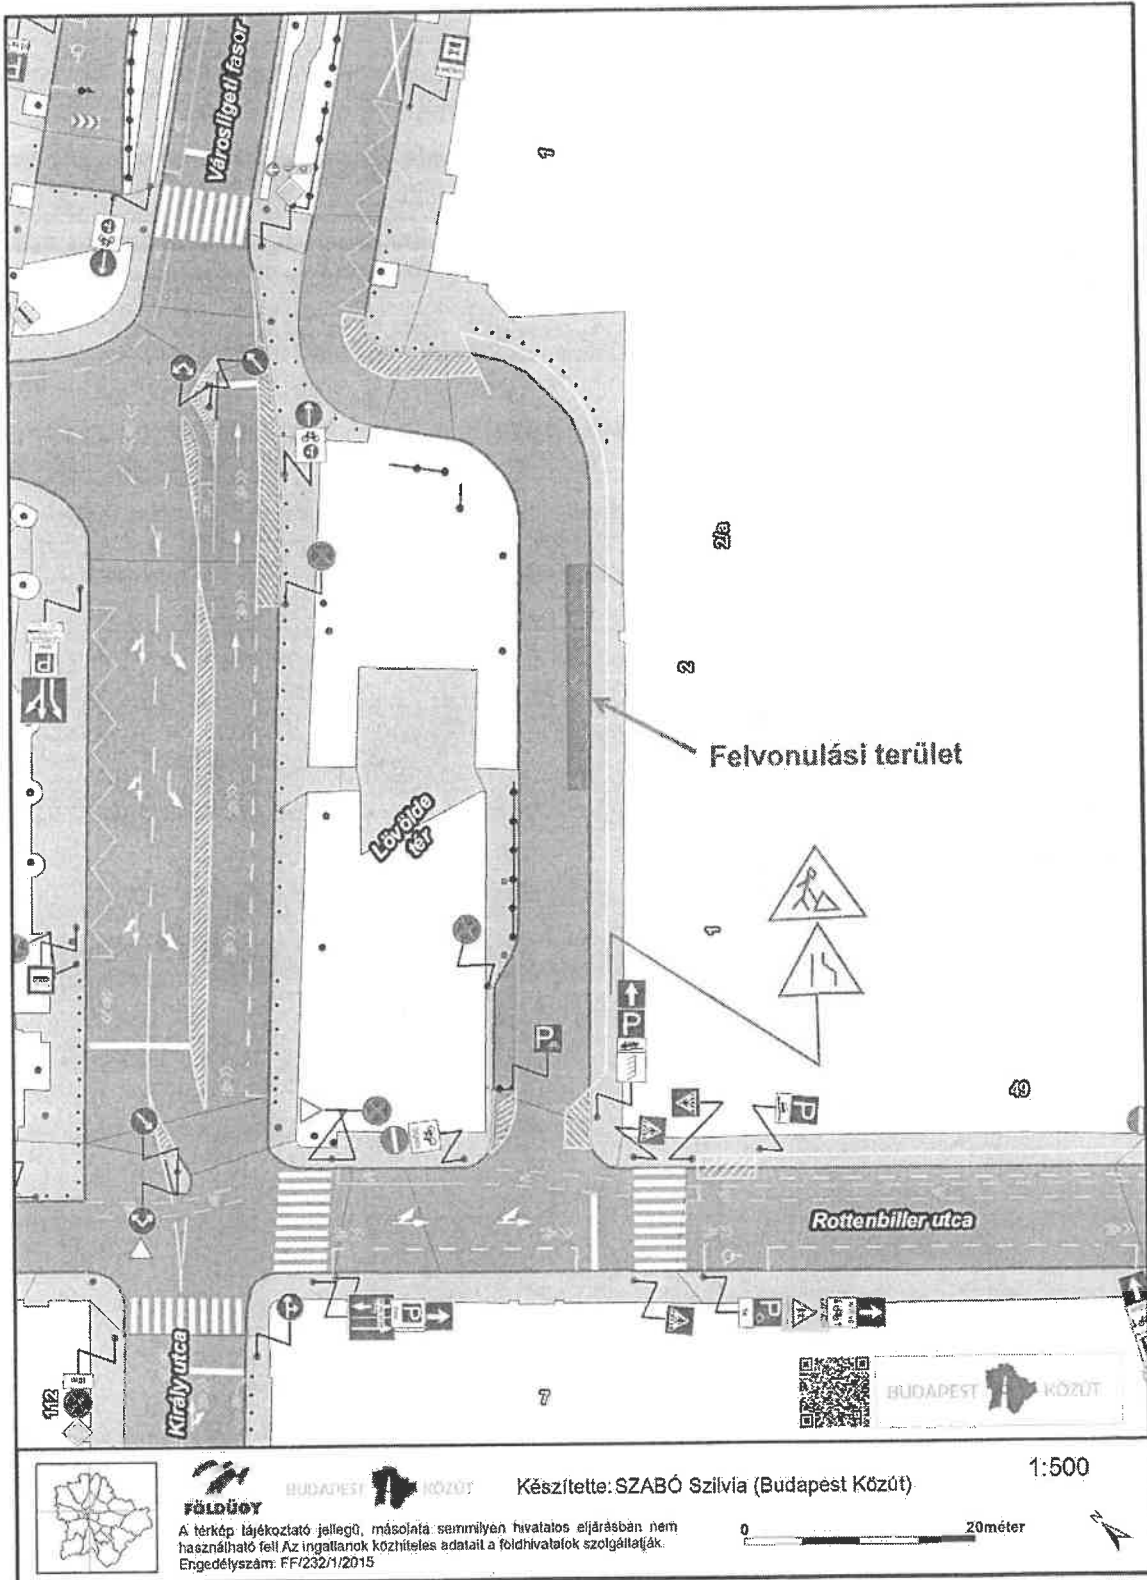 Városligeti fasor
1
2/a
2
Felvonulási terület
Lövölde
tér
1
P
P
P
P
49
Rottenbiller utca
Király utca
112
7
BUDAPEST KÖZÚT
FÖLDÜGY
BUDAPEST KÖZÚT
Készítette: SZABÓ Szilvia (Budapest Közút)
1:500
A térkép tájékoztató jellegű, másolata semmilyen hivatalos eljárásban nem
használható fel! Az ingatlanok közhiteles adatait a földhivatalok szolgáltatják.
Engedélyszám: FF/232/1/2015
0 20méter